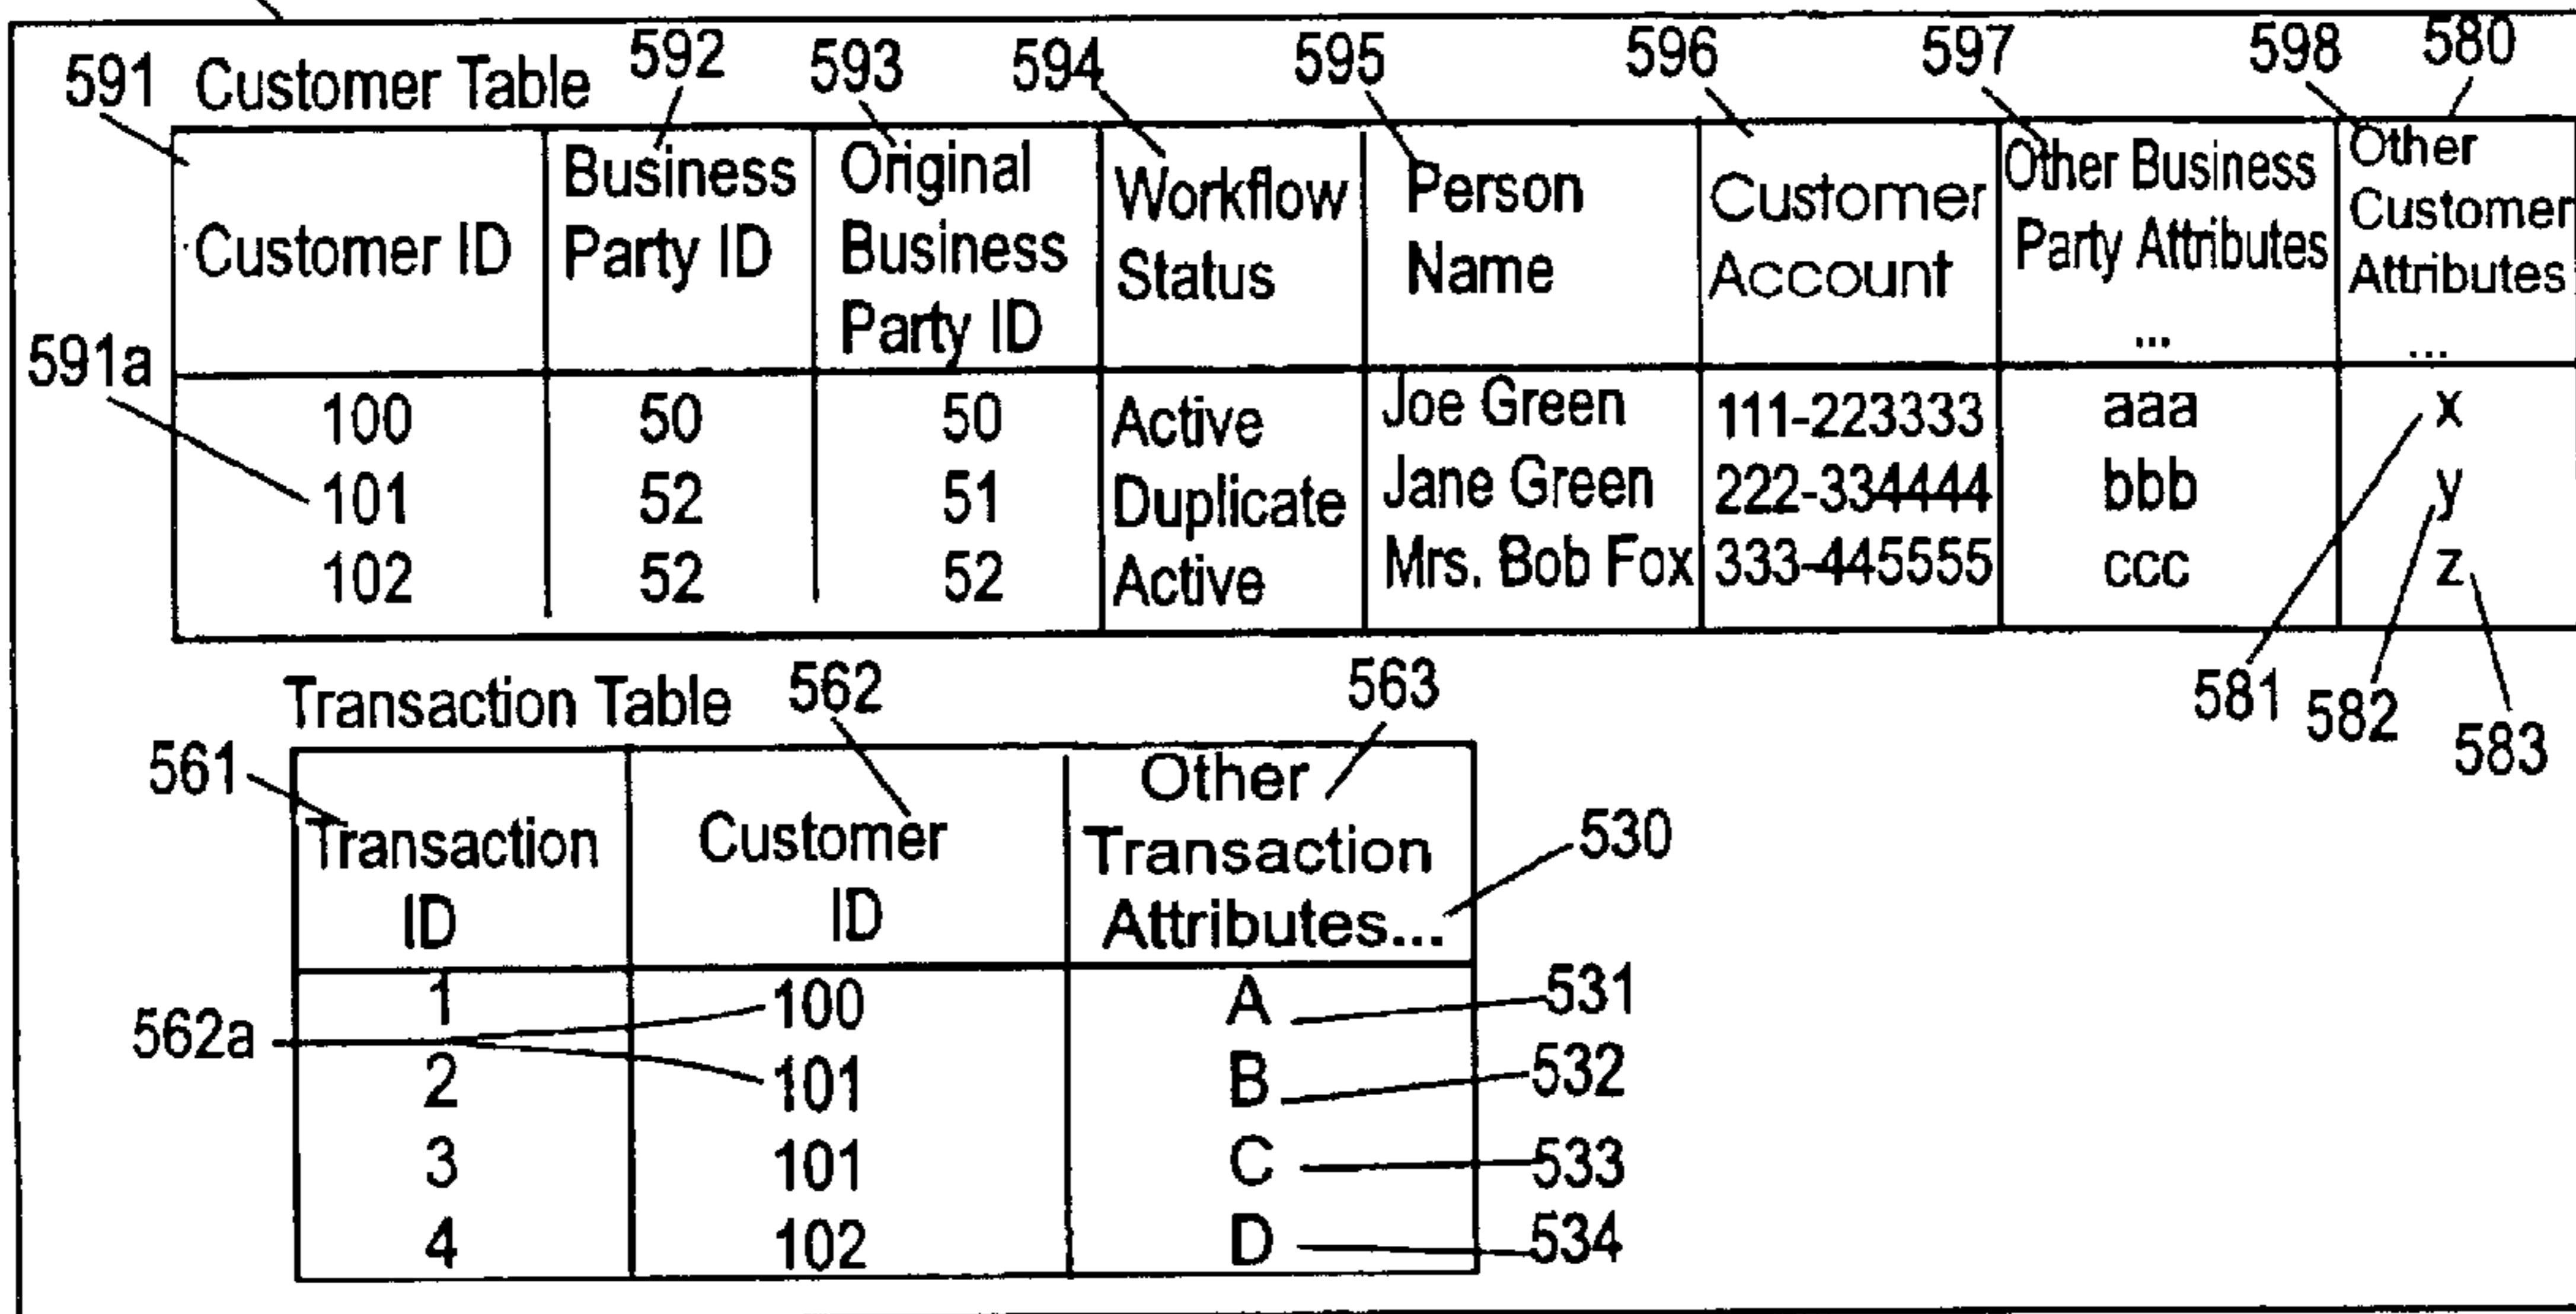 591 Customer Table 592 593 594 595 596 597 598 580
Customer ID
Business
Party ID
Original
Business
Party ID
Workflow
Status
Person
Name
Customer
Account
Other Business
Party Attributes
...
Other
Customer
Attributes
...
591a
100 50 50 Active Joe Green 111-223333 aaa x
101 52 51 Duplicate Jane Green 222-334444 bbb y
102 52 52 Active Mrs. Bob Fox 333-445555 ccc z
581 582 583
Transaction Table 562 563
561
Transaction
ID
Customer
ID
Other
Transaction
Attributes...
530
1 100 A 531
562a
2 101 B 532
3 101 C 533
4 102 D 534